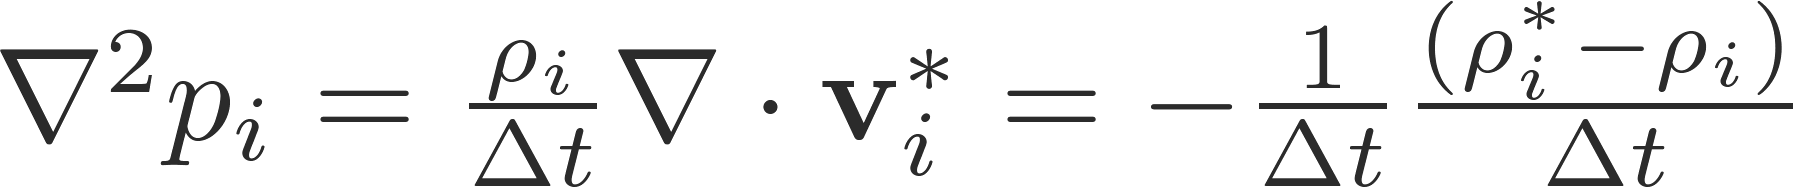 ∇²pᵢ = ρᵢ/Δt ∇ · 𝐯ᵢ* = − 1/Δt (ρᵢ* − ρᵢ)/Δt